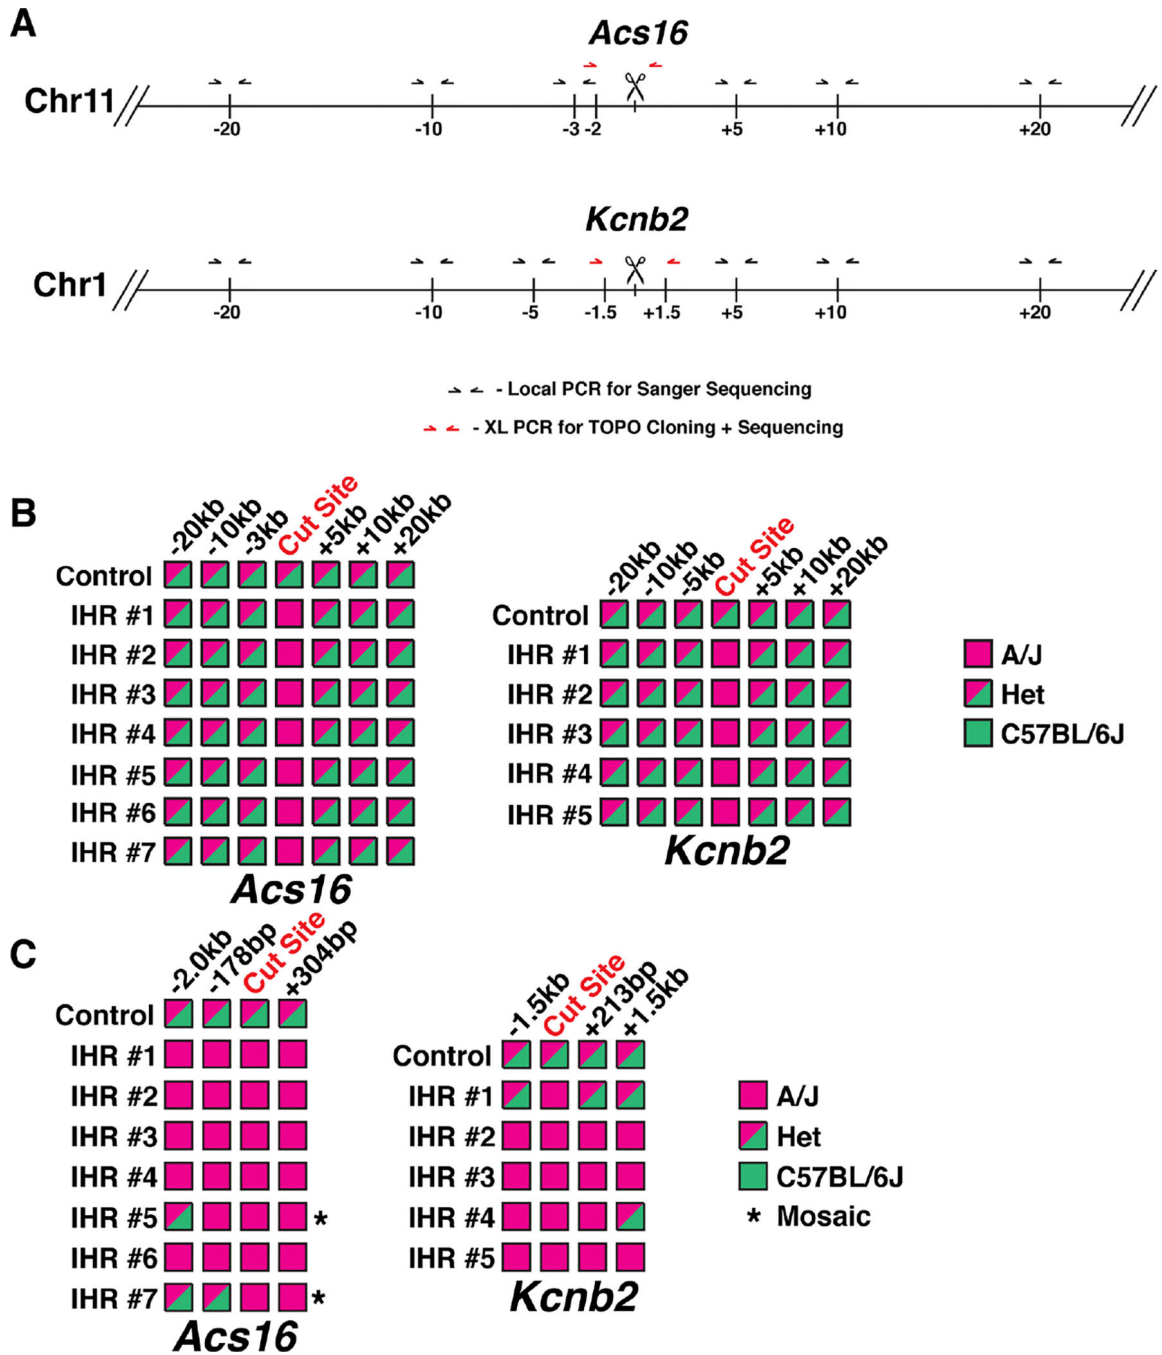 A
Acs16
Chr11
-20 -10 -3 -2 +5 +10 +20
Kcnb2
Chr1
-20 -10 -5 -1.5 +1.5 +5 +10 +20
- Local PCR for Sanger Sequencing
- XL PCR for TOPO Cloning + Sequencing
B
-20kb -10kb -3kb Cut Site +5kb +10kb +20kb
Control
IHR #1
IHR #2
IHR #3
IHR #4
IHR #5
IHR #6
IHR #7
Acs16
-20kb -10kb -5kb Cut Site +5kb +10kb +20kb
Control
IHR #1
IHR #2
IHR #3
IHR #4
IHR #5
Kcnb2
A/J
Het
C57BL/6J
C
-2.0kb -178bp Cut Site +304bp
Control
IHR #1
IHR #2
IHR #3
IHR #4
IHR #5 *
IHR #6
IHR #7 *
Acs16
-1.5kb Cut Site +213bp +1.5kb
Control
IHR #1
IHR #2
IHR #3
IHR #4
IHR #5
Kcnb2
A/J
Het
C57BL/6J
* Mosaic